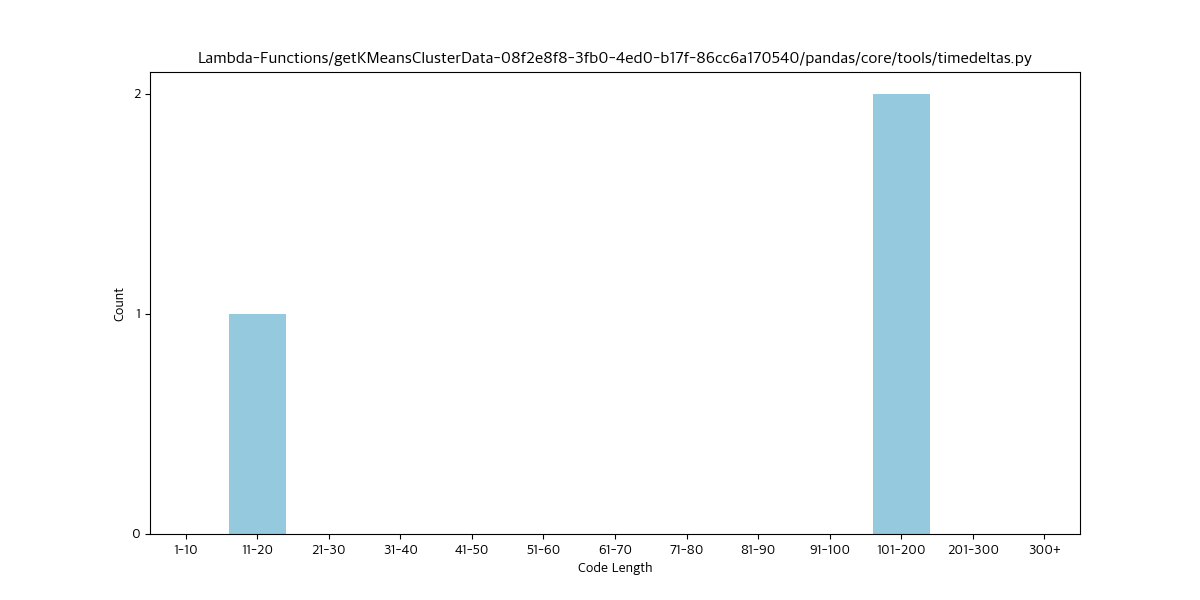 Lambda-Functions/getKMeansClusterData-08f2e8f8-3fb0-4ed0-b17f-86cc6a170540/pandas/core/tools/timedeltas.py
2
1
0
Count
1-10 11-20 21-30 31-40 41-50 51-60 61-70 71-80 81-90 91-100 101-200 201-300 300+
Code Length